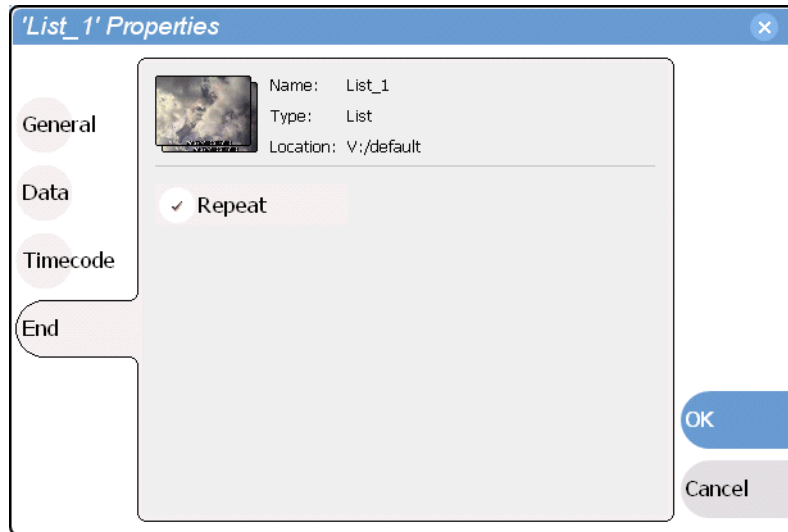 'List_1' Properties
General
Data
Timecode
End
Name: List_1
Type: List
Location: V:/default
Repeat
OK
Cancel